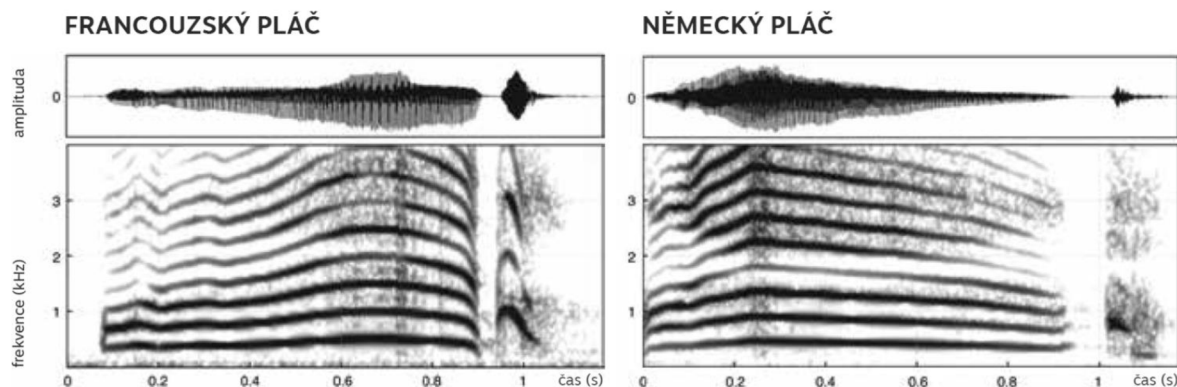 FRANCOUZSKÝ PLÁČ
NĚMECKÝ PLÁČ
amplituda
0
0
frekvence (kHz)
3
2
1
3
2
1
0 0.2 0.4 0.6 0.8 1 čas (s)
0 0.2 0.4 0.6 0.8 1 čas (s)